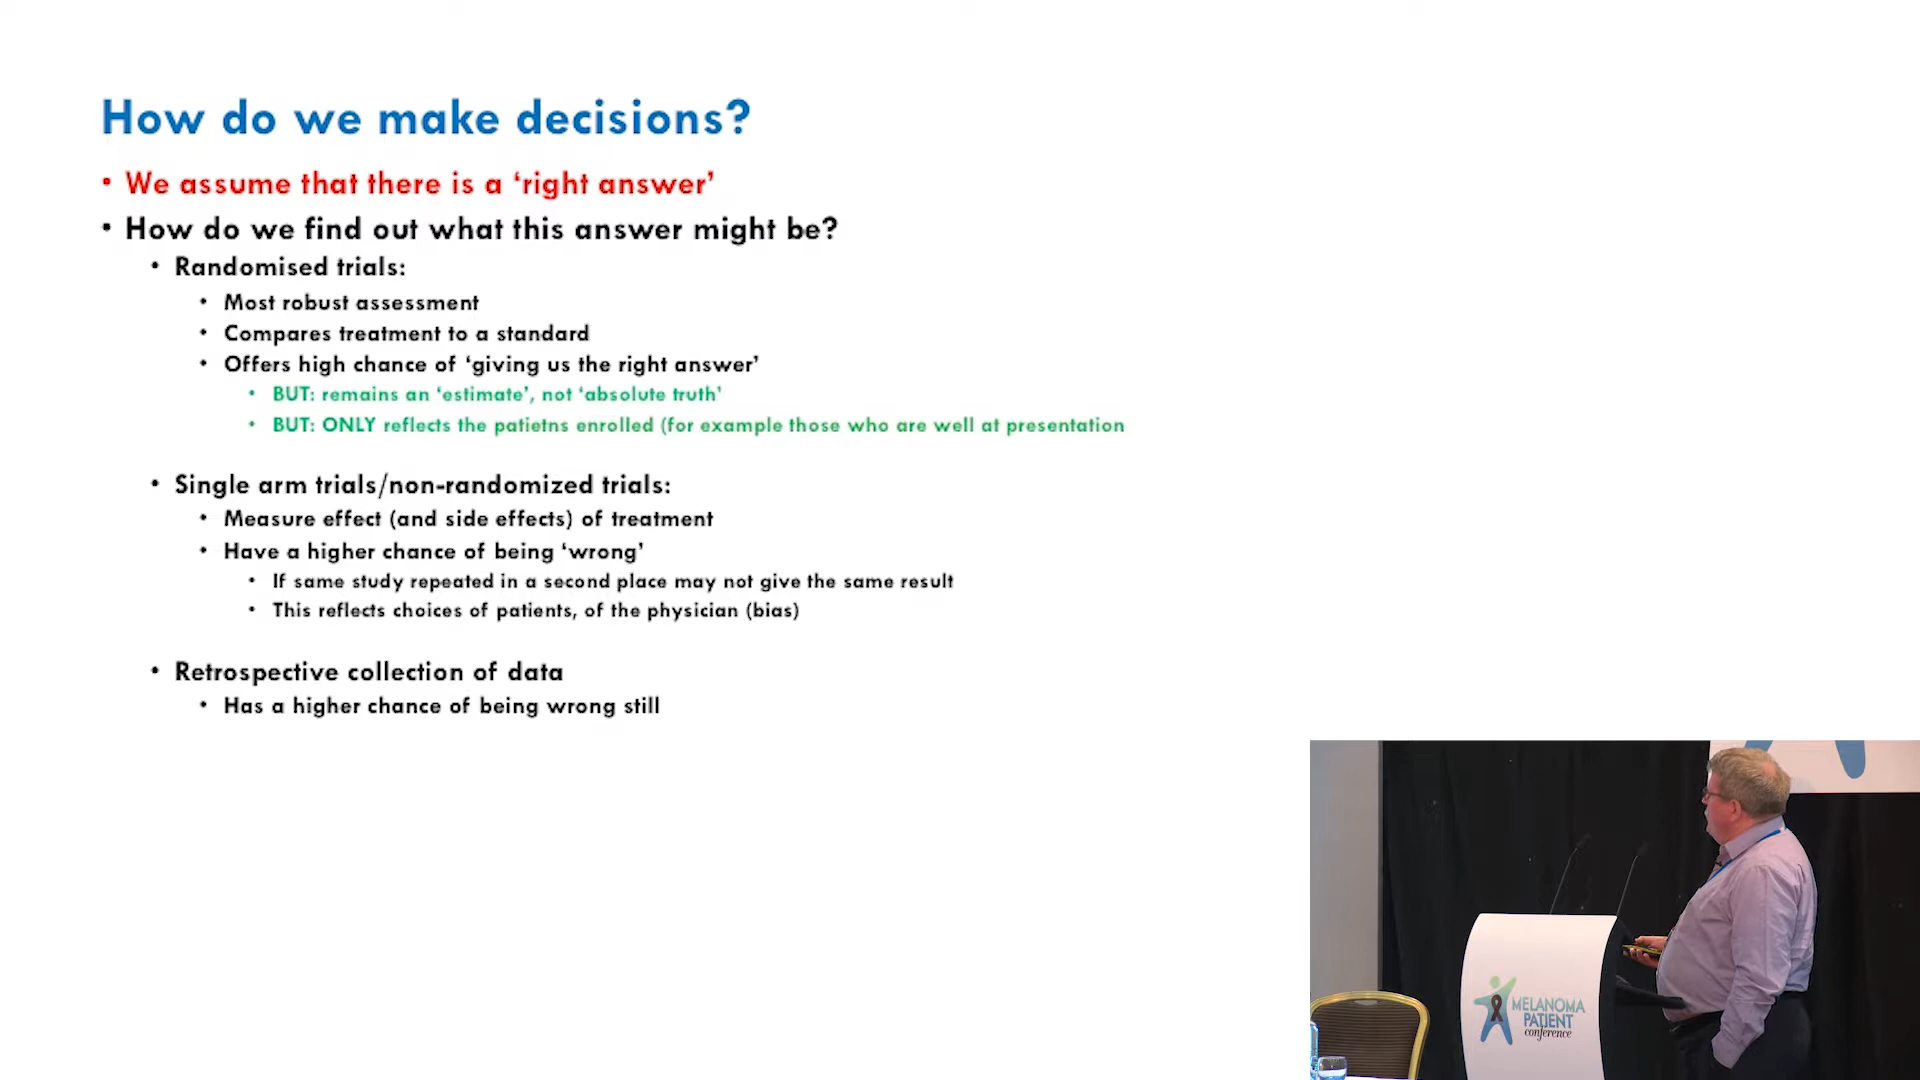 How do we make decisions?
• We assume that there is a ‘right answer’
• How do we find out what this answer might be?
• Randomised trials:
• Most robust assessment
• Compares treatment to a standard
• Offers high chance of ‘giving us the right answer’
• BUT: remains an ‘estimate’, not ‘absolute truth’
• BUT: ONLY reflects the patietns enrolled (for example those who are well at presentation
• Single arm trials/non-randomized trials:
• Measure effect (and side effects) of treatment
• Have a higher chance of being ‘wrong’
• If same study repeated in a second place may not give the same result
• This reflects choices of patients, of the physician (bias)
• Retrospective collection of data
• Has a higher chance of being wrong still
MELANOMA
PATIENT
conference